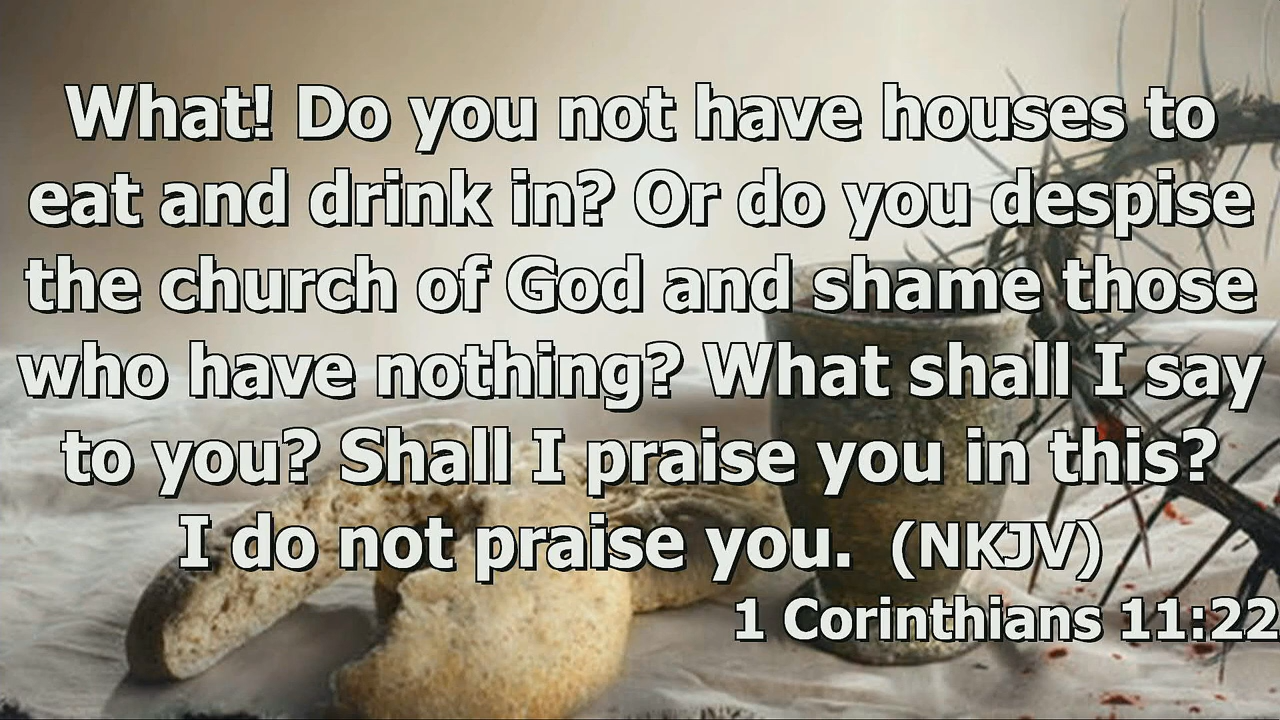 What! Do you not have houses to
eat and drink in? Or do you despise
the church of God and shame those
who have nothing? What shall I say
to you? Shall I praise you in this?
I do not praise you. (NKJV)
1 Corinthians 11:22